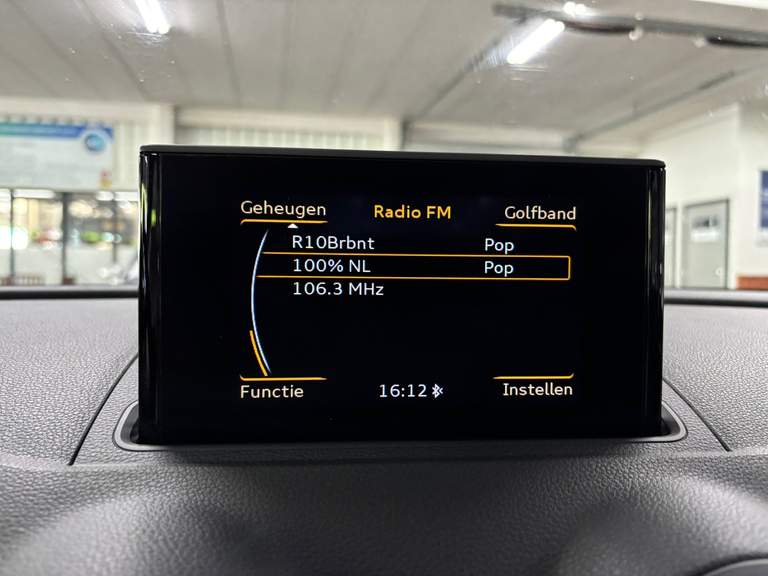 Geheugen Radio FM Golfband
R10Brbnt Pop
100% NL Pop
106.3 MHz
Functie 16:12 Instellen